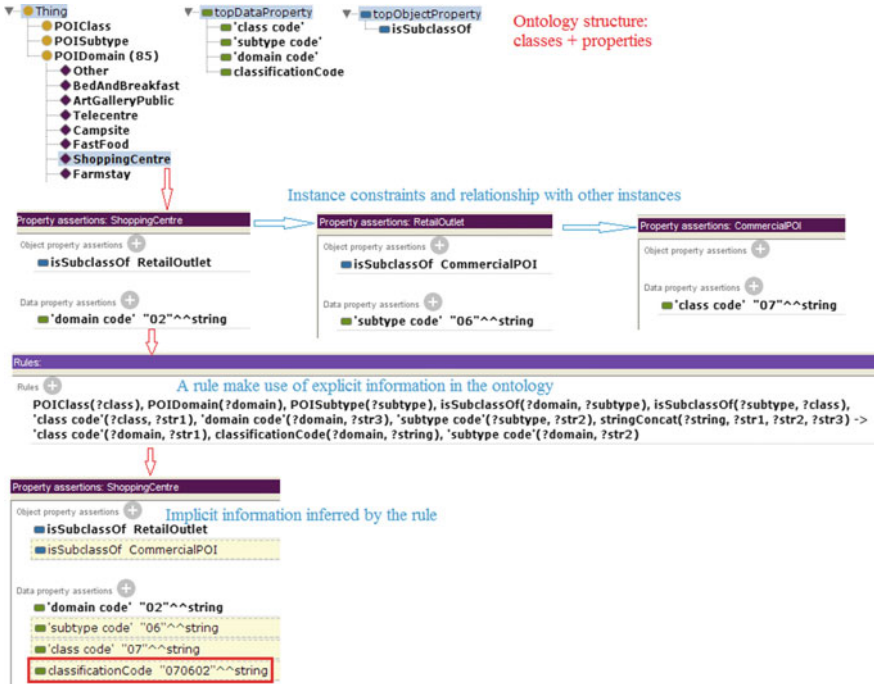 Thing
POIClass
POISubtype
POIDomain (85)
Other
BedAndBreakfast
ArtGalleryPublic
Telecentre
Campsite
FastFood
ShoppingCentre
Farmstay
topDataProperty
'class code'
'subtype code'
'domain code'
classificationCode
topObjectProperty
isSubclassOf
Ontology structure:
classes + properties
Instance constraints and relationship with other instances
Property assertions: ShoppingCentre
Object property assertions
isSubclassOf RetailOutlet
Data property assertions
'domain code' "02"^^string
Property assertions: RetailOutlet
Object property assertions
isSubclassOf CommercialPOI
Data property assertions
'subtype code' "06"^^string
Property assertions: CommercialPOI
Object property assertions
Data property assertions
'class code' "07"^^string
Rules:
Rules
A rule make use of explicit information in the ontology
POIClass(?class), POIDomain(?domain), POISubtype(?subtype), isSubclassOf(?domain, ?subtype), isSubclassOf(?subtype, ?class),
'class code'(?class, ?str1), 'domain code'(?domain, ?str3), 'subtype code'(?subtype, ?str2), stringConcat(?string, ?str1, ?str2, ?str3) ->
'class code'(?domain, ?str1), classificationCode(?domain, ?string), 'subtype code'(?domain, ?str2)
Property assertions: ShoppingCentre
Object property assertions
Implicit information inferred by the rule
isSubclassOf RetailOutlet
isSubclassOf CommercialPOI
Data property assertions
'domain code' "02"^^string
'subtype code' "06"^^string
'class code' "07"^^string
classificationCode "070602"^^string